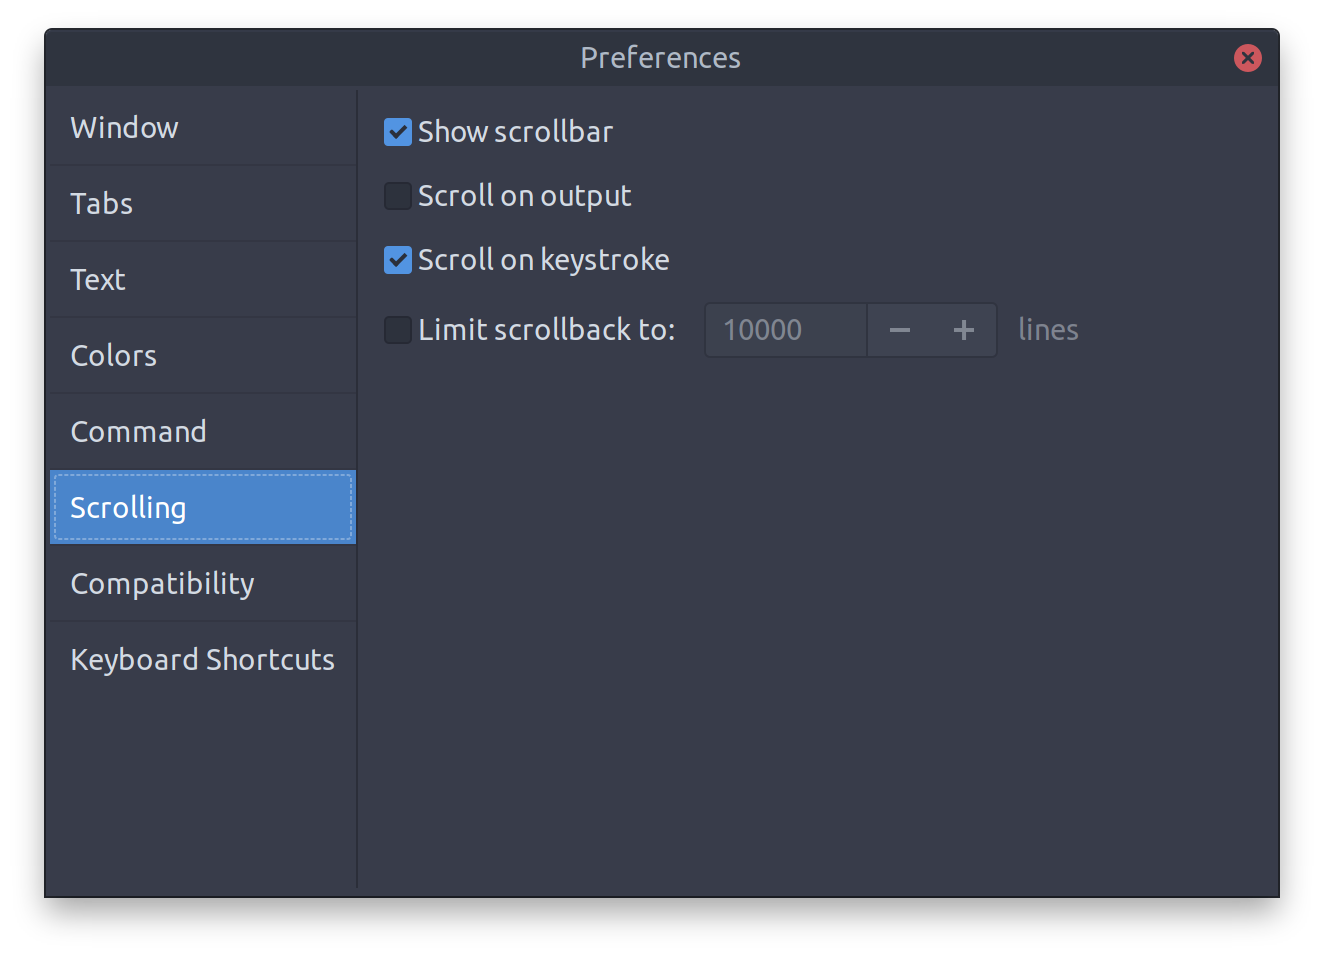 Preferences
Window
Tabs
Text
Colors
Command
Scrolling
Compatibility
Keyboard Shortcuts
Show scrollbar
Scroll on output
Scroll on keystroke
Limit scrollback to: 10000 lines